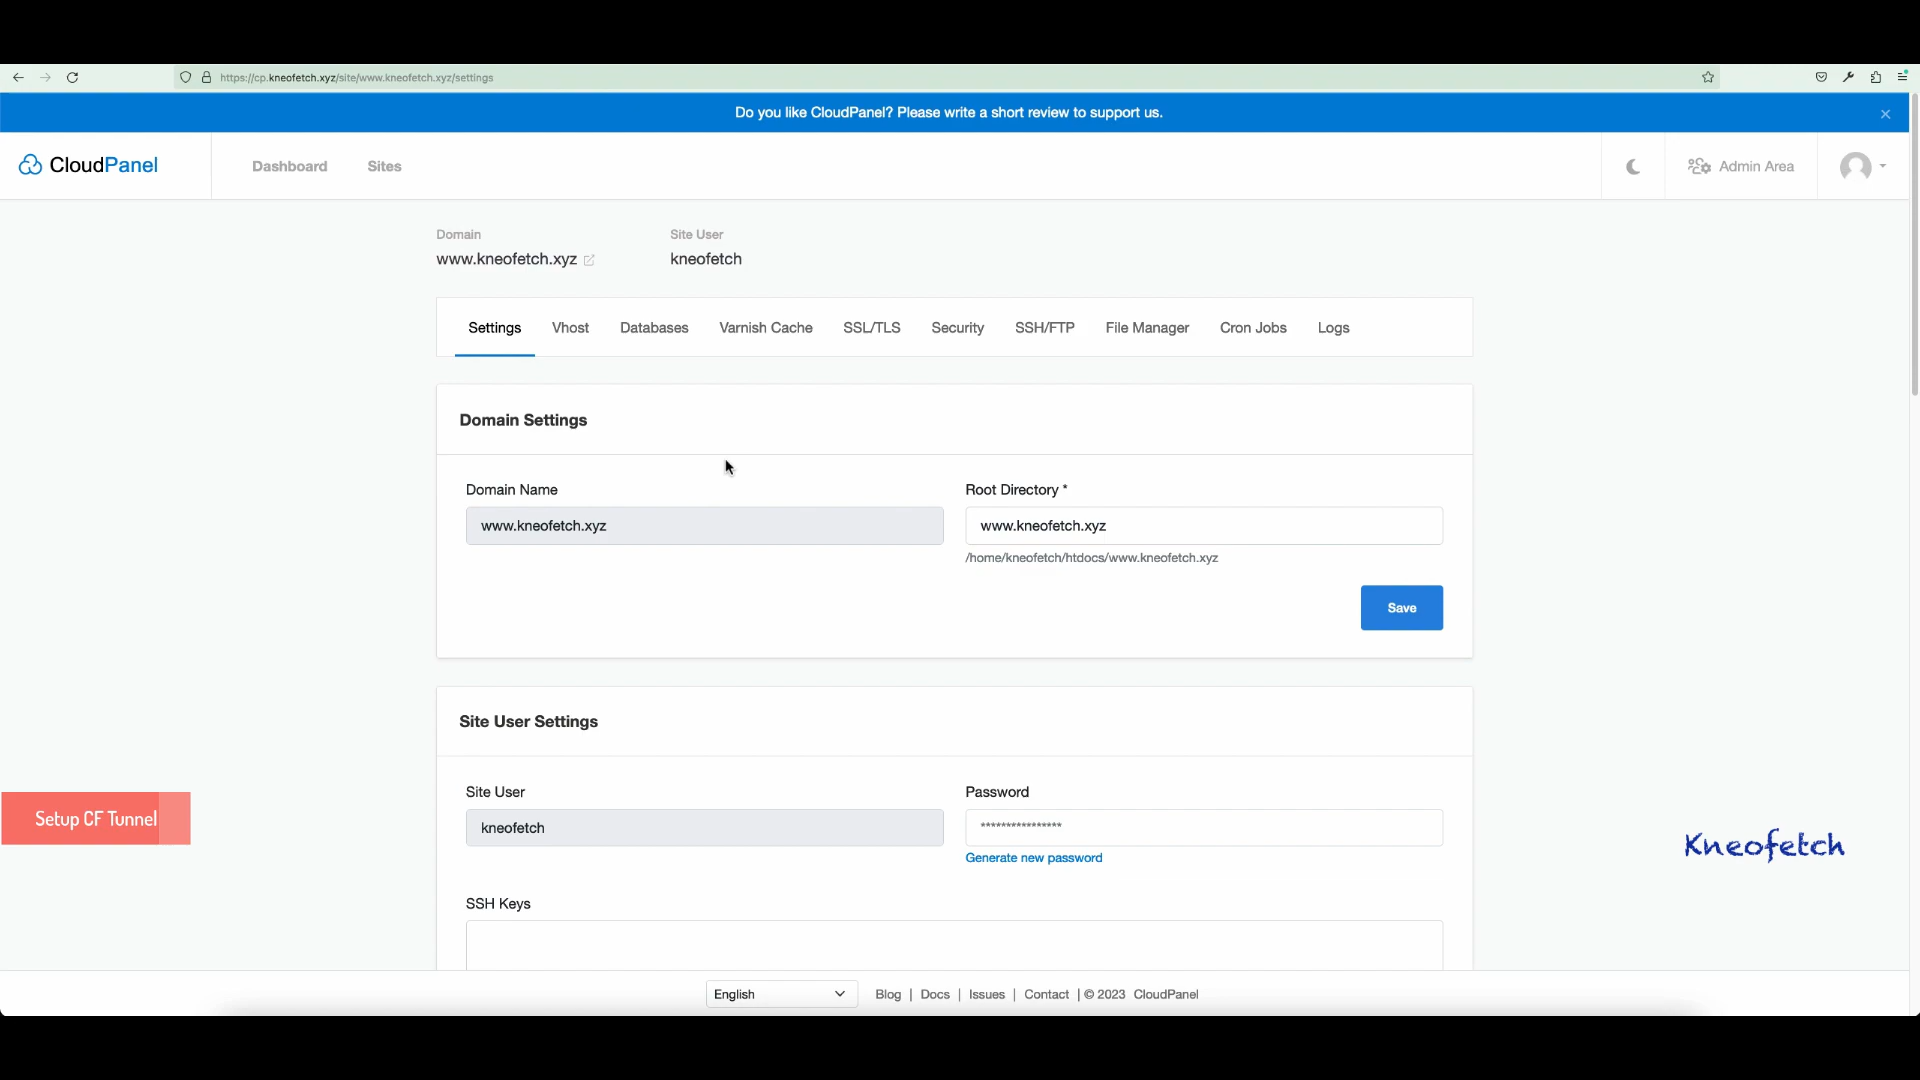 https://cp.kneofetch.xyz/site/www.kneofetch.xyz/settings
Do you like CloudPanel? Please write a short review to support us.
CloudPanel
Dashboard Sites
Admin Area
Domain Site User
www.kneofetch.xyz kneofetch
Settings Vhost Databases Varnish Cache SSL/TLS Security SSH/FTP File Manager Cron Jobs Logs
Domain Settings
Domain Name Root Directory *
www.kneofetch.xyz www.kneofetch.xyz
/home/kneofetch/htdocs/www.kneofetch.xyz
Save
Site User Settings
Site User Password
kneofetch ****************
Generate new password
Setup CF Tunnel
Kneofetch
SSH Keys
English Blog | Docs | Issues | Contact | © 2023 CloudPanel